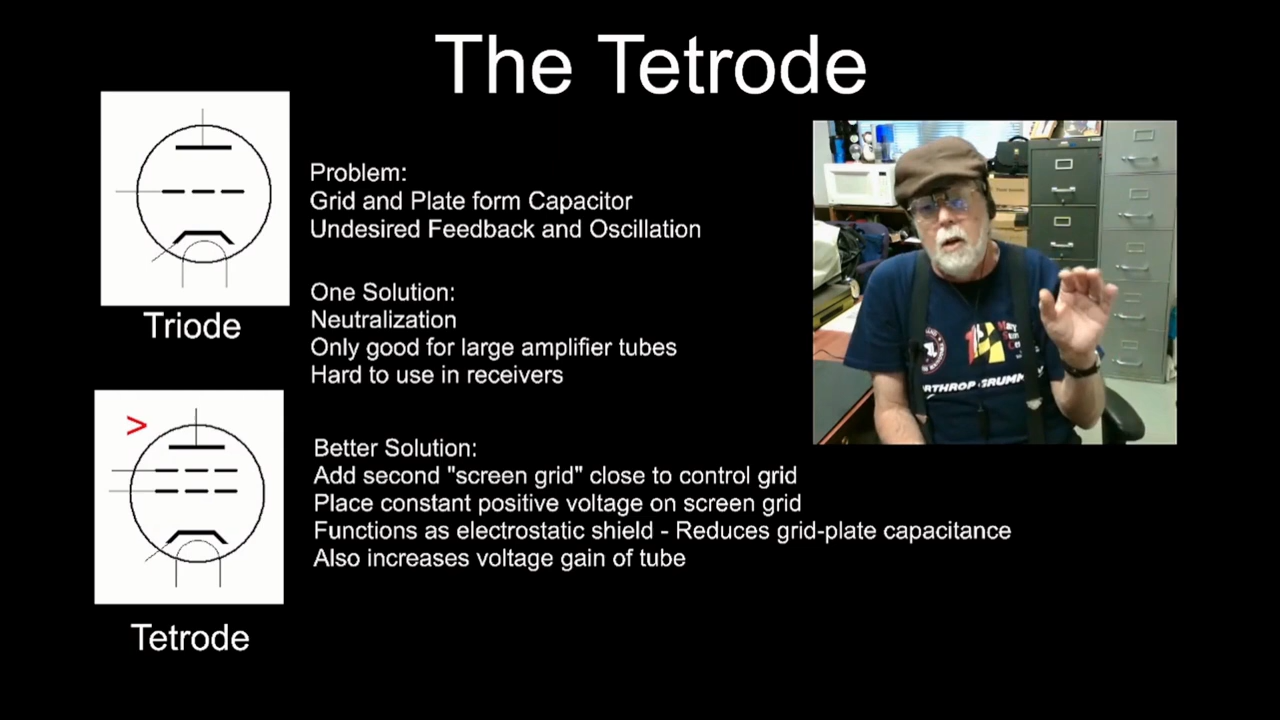 The Tetrode
Problem:
Grid and Plate form Capacitor
Undesired Feedback and Oscillation
One Solution:
Neutralization
Only good for large amplifier tubes
Hard to use in receivers
Triode
>
Better Solution:
Add second "screen grid" close to control grid
Place constant positive voltage on screen grid
Functions as electrostatic shield - Reduces grid-plate capacitance
Also increases voltage gain of tube
Tetrode